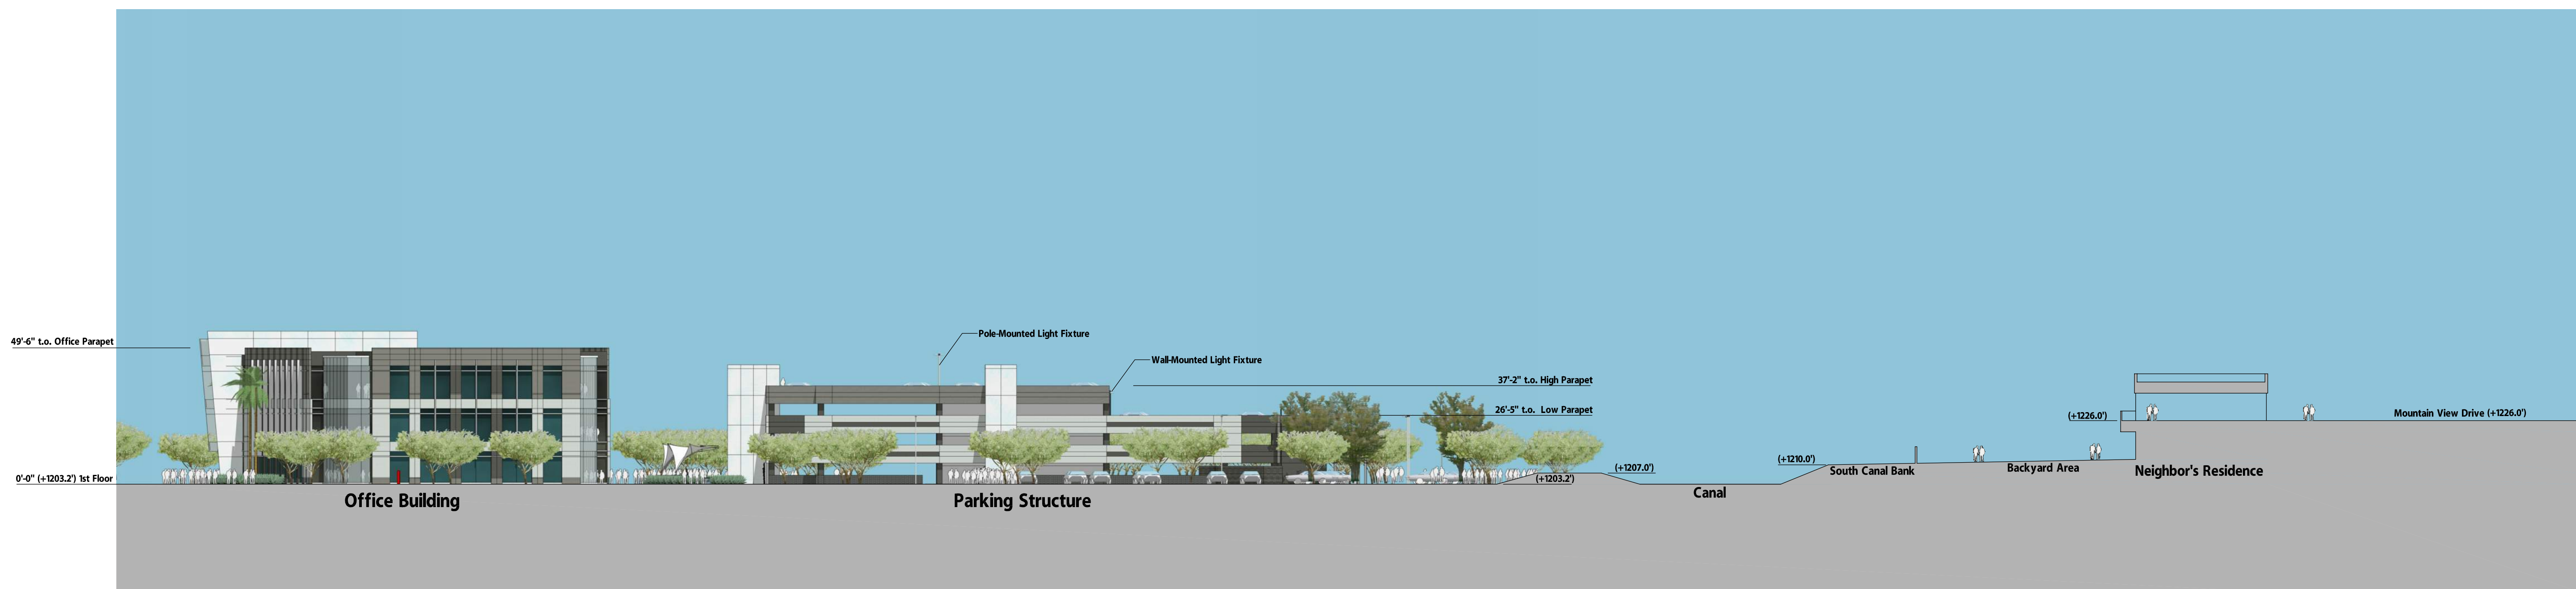 Pole-Mounted Light Fixture
49'-6" t.o. Office Parapet
Wall-Mounted Light Fixture
37'-2" t.o. High Parapet
26'-5" t.o. Low Parapet
(+1226.0')
Mountain View Drive (+1226.0')
(+1210.0')
(+1207.0')
South Canal Bank
Backyard Area
Neighbor's Residence
0'-0" (+1203.2') 1st Floor
(+1203.2')
Canal
Office Building
Parking Structure